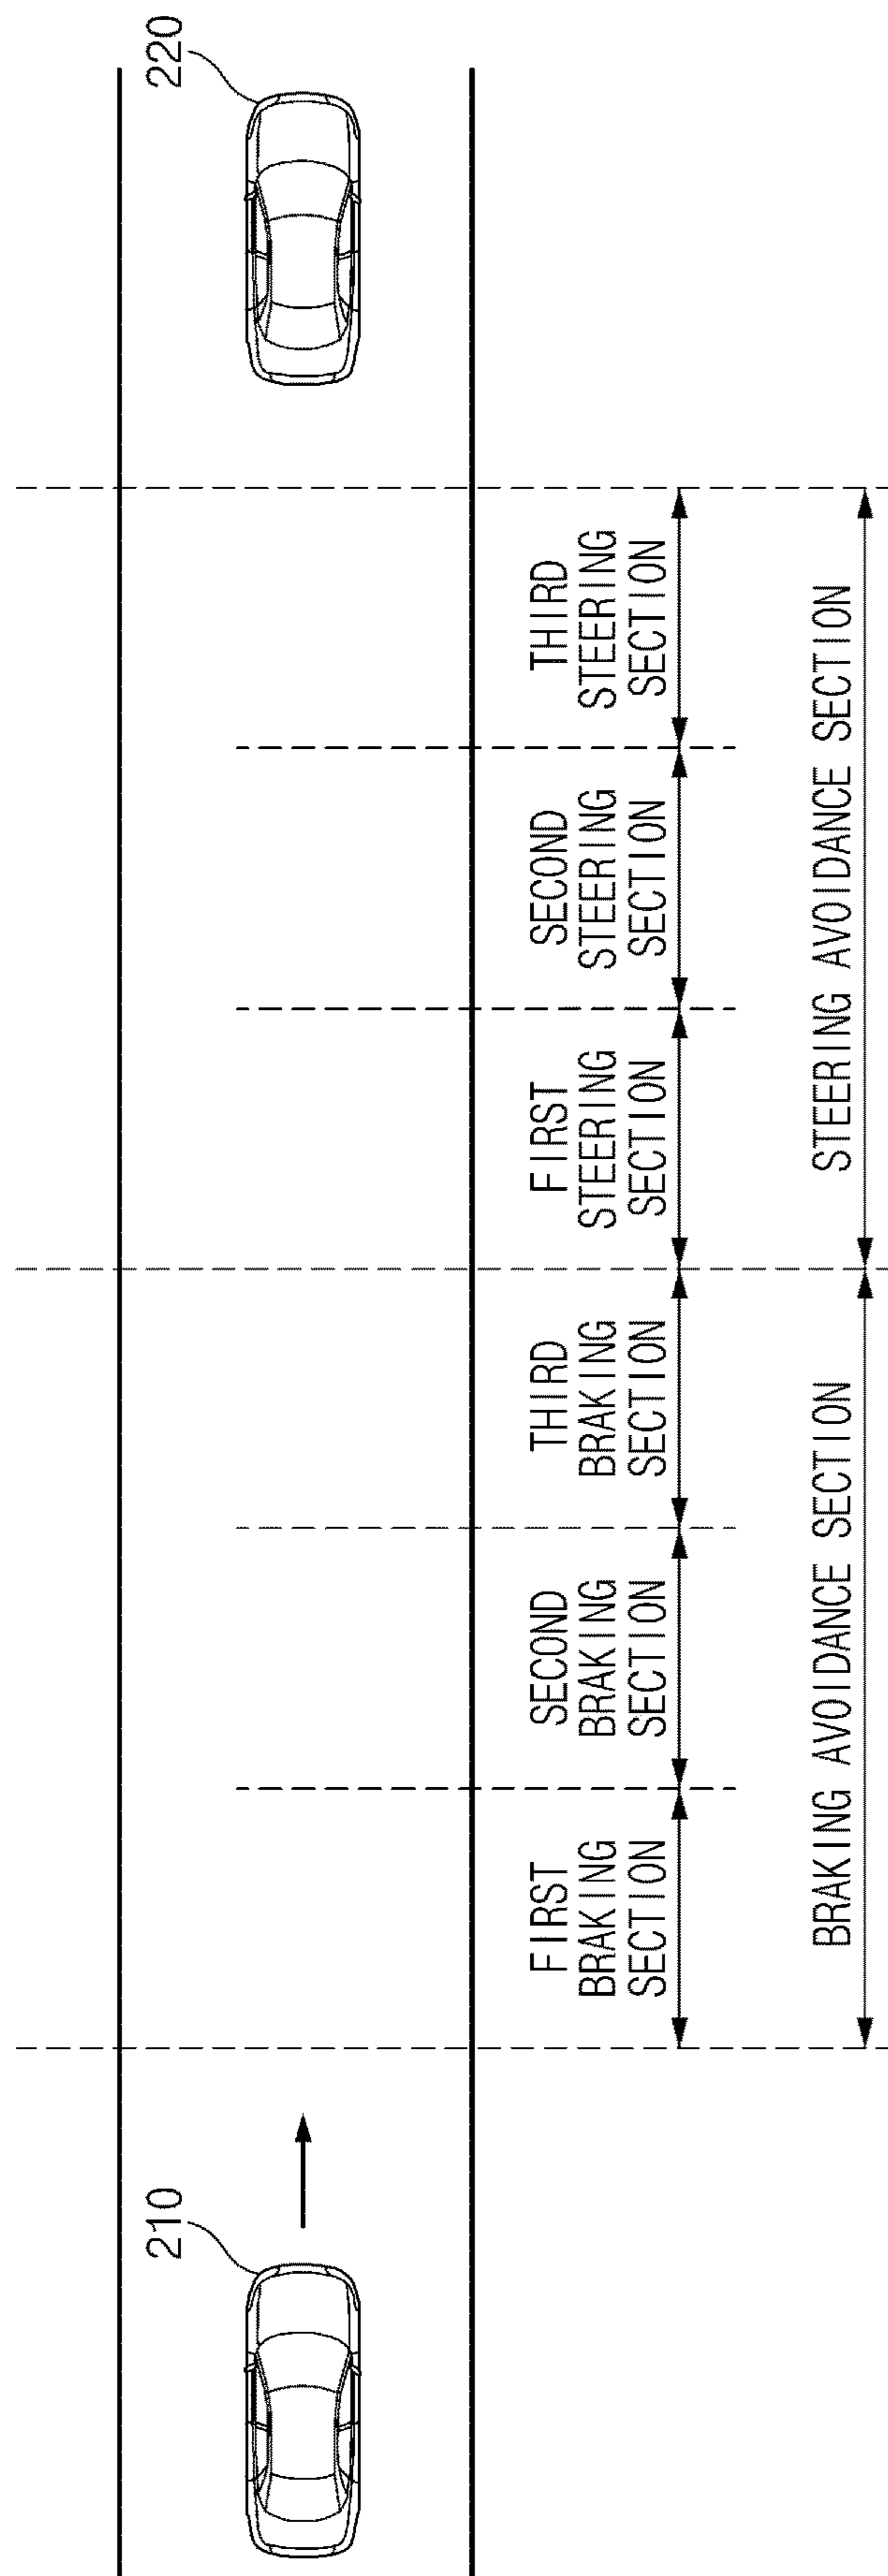 210
220
FIRST
BRAKING
SECTION
SECOND
BRAKING
SECTION
THIRD
BRAKING
SECTION
FIRST
STEERING
SECTION
SECOND
STEERING
SECTION
THIRD
STEERING
SECTION
BRAKING AVOIDANCE SECTION
STEERING AVOIDANCE SECTION